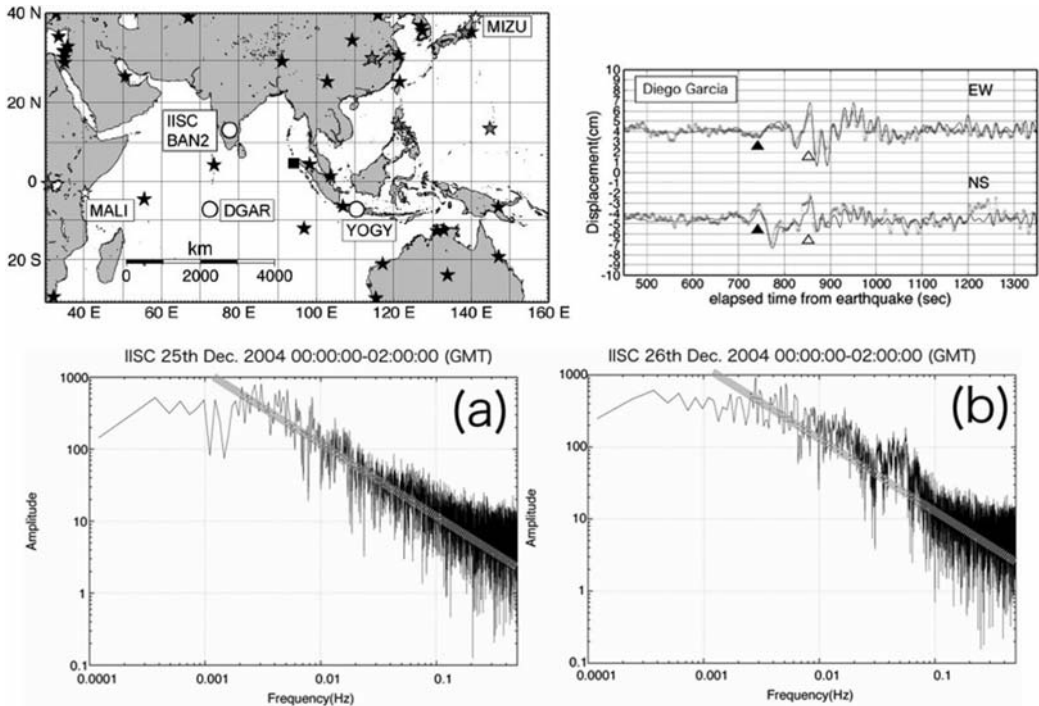 40 N
20 N
0
20 S
40 E
60 E
80 E
100 E
120 E
140 E
160 E
MIZU
IISC
BAN2
MALI
DGAR
YOGY
km
0 2000 4000
Diego Garcia
EW
NS
Displacement(cm)
10
9
8
7
6
5
4
3
2
1
0
-1
-2
-3
-4
-5
-6
-7
-8
-9
-10
500 600 700 800 900 1000 1100 1200 1300
elapsed time from earthquake (sec)
IISC 25th Dec. 2004 00:00:00-02:00:00 (GMT)
(a)
Amplitude
1000
100
10
1
0.1
0.0001 0.001 0.01 0.1
Frequency(Hz)
IISC 26th Dec. 2004 00:00:00-02:00:00 (GMT)
(b)
Amplitude
1000
100
10
1
0.1
0.0001 0.001 0.01 0.1
Frequency(Hz)